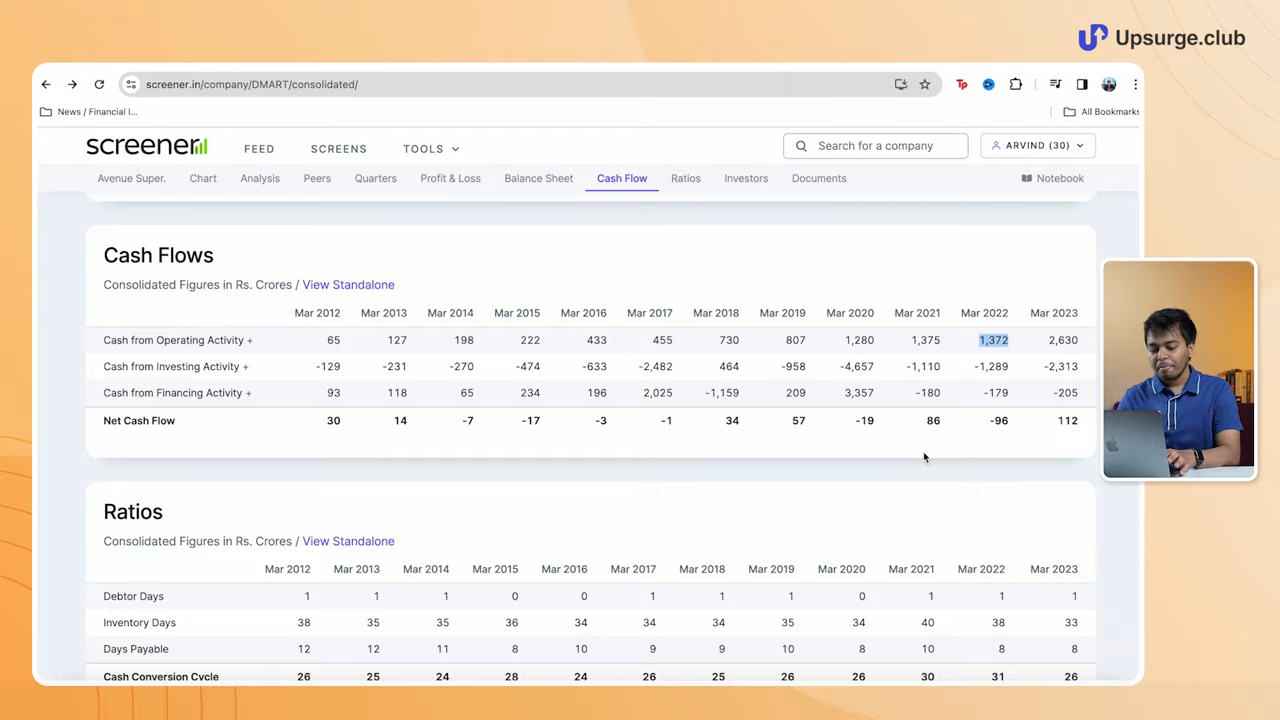 Upsurge.club
screener.in/company/DMART/consolidated/
Tp
News / Financial I...
All Bookmarks
screener
FEED SCREENS TOOLS
Search for a company
ARVIND (30)
Avenue Super. Chart Analysis Peers Quarters Profit & Loss Balance Sheet Cash Flow Ratios Investors Documents Notebook
Cash Flows
Consolidated Figures in Rs. Crores / View Standalone
Mar 2012 Mar 2013 Mar 2014 Mar 2015 Mar 2016 Mar 2017 Mar 2018 Mar 2019 Mar 2020 Mar 2021 Mar 2022 Mar 2023
Cash from Operating Activity + 65 127 198 222 433 455 730 807 1,280 1,375 1,372 2,630
Cash from Investing Activity + -129 -231 -270 -474 -633 -2,482 464 -958 -4,657 -1,110 -1,289 -2,313
Cash from Financing Activity + 93 118 65 234 196 2,025 -1,159 209 3,357 -180 -179 -205
Net Cash Flow 30 14 -7 -17 -3 -1 34 57 -19 86 -96 112
Ratios
Consolidated Figures in Rs. Crores / View Standalone
Mar 2012 Mar 2013 Mar 2014 Mar 2015 Mar 2016 Mar 2017 Mar 2018 Mar 2019 Mar 2020 Mar 2021 Mar 2022 Mar 2023
Debtor Days 1 1 1 0 0 1 1 1 0 1 1 1
Inventory Days 38 35 35 36 34 34 34 35 34 40 38 33
Days Payable 12 12 11 8 10 9 9 10 8 10 8 8
Cash Conversion Cycle 26 25 24 28 24 26 25 26 26 30 31 26